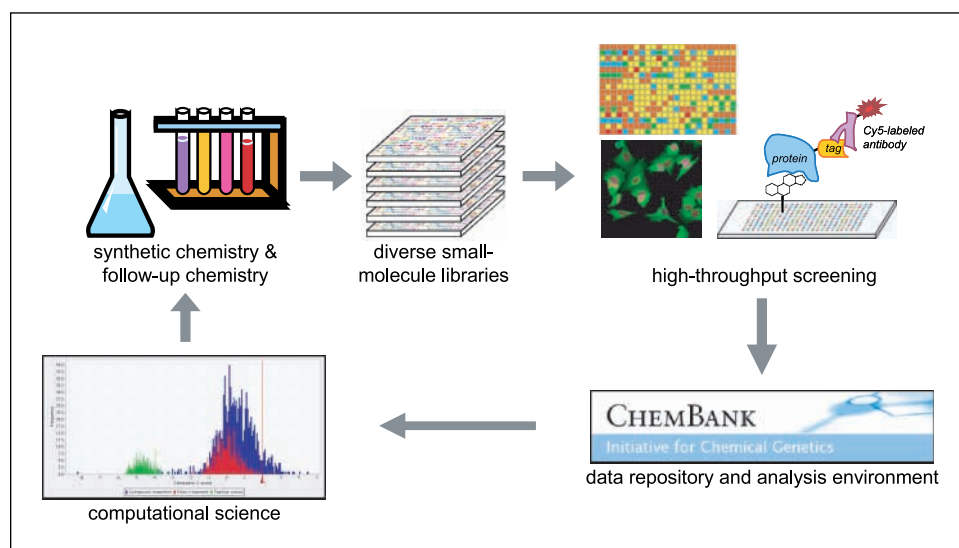 Cy5-labeled
antibody
tag
protein
synthetic chemistry &
follow-up chemistry
diverse small-
molecule libraries
high-throughput screening
CHEMBANK
Initiative for Chemical Genetics
data repository and analysis environment
computational science